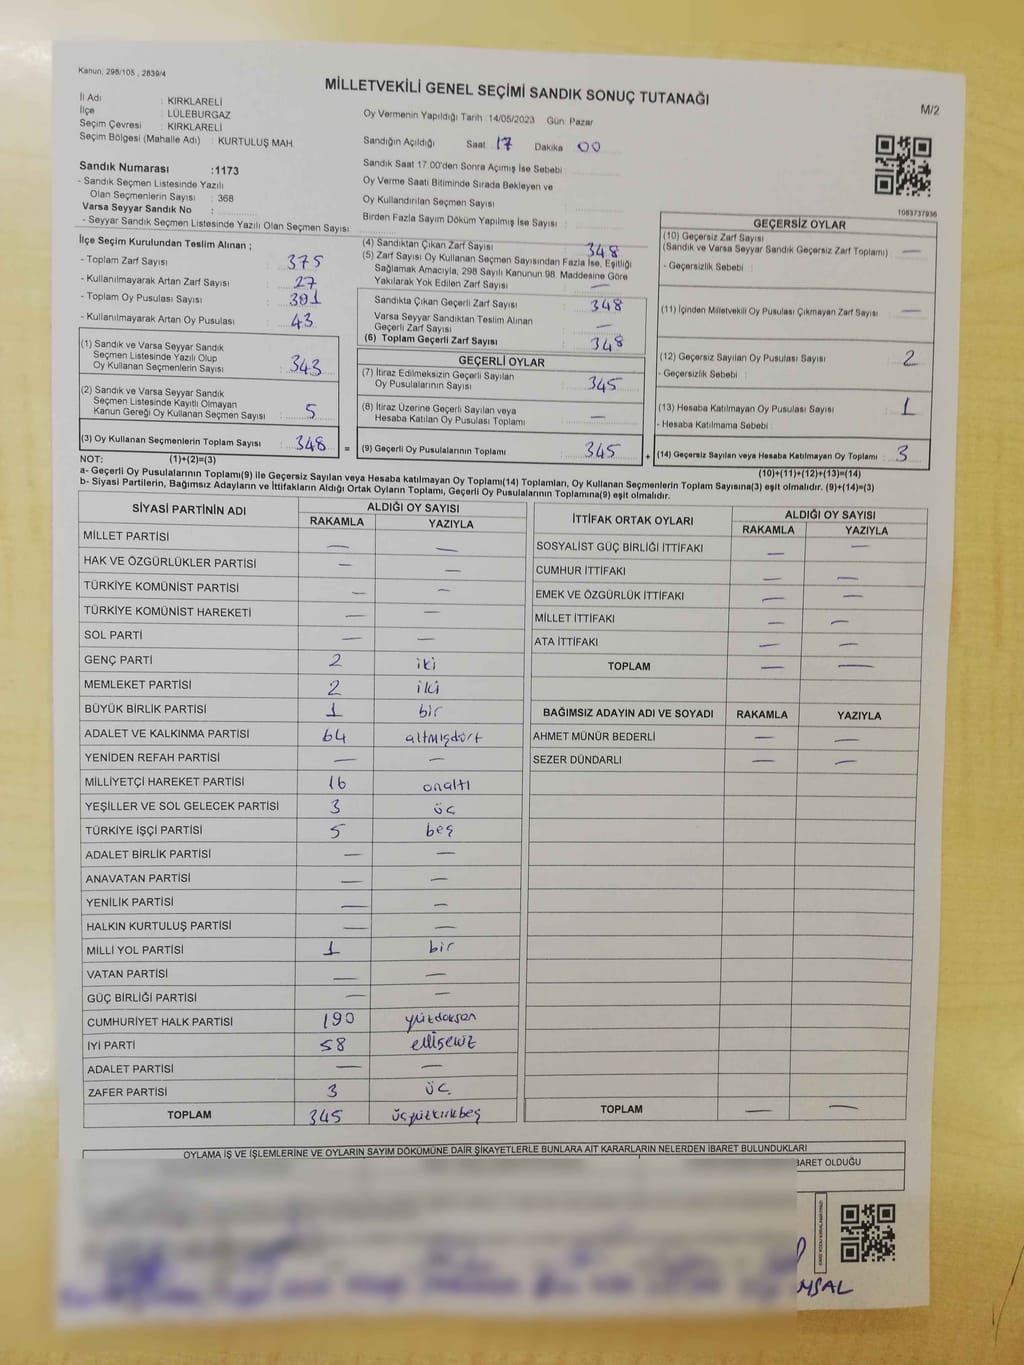 Kanun, 298/105 , 2839/4
MİLLETVEKİLİ GENEL SEÇİMİ SANDIK SONUÇ TUTANAĞI
M/2
İl Adı : KIRKLARELİ
İlçe : LÜLEBURGAZ
Seçim Çevresi : KIRKLARELİ
Seçim Bölgesi (Mahalle Adı) : KURTULUŞ MAH.
Sandık Numarası :1173
- Sandık Seçmen Listesinde Yazılı
Olan Seçmenlerin Sayısı : 368
Varsa Seyyar Sandık No :
- Seyyar Sandık Seçmen Listesinde Yazılı Olan Seçmen Sayısı:
Oy Vermenin Yapıldığı Tarih :14/05/2023 Gün: Pazar
Sandığın Açıldığı Saat 17 Dakika 00
Sandık Saat 17:00'den Sonra Açımış İse Sebebi
Oy Verme Saati Bitiminde Sırada Bekleyen ve
Oy Kullandırılan Seçmen Sayısı
Birden Fazla Sayım Döküm Yapılmış İse Sayısı
1083737936
İlçe Seçim Kurulundan Teslim Alınan ;
- Toplam Zarf Sayısı : 375
- Kullanılmayarak Artan Zarf Sayısı : 27
- Toplam Oy Pusulası Sayısı : 391
- Kullanılmayarak Artan Oy Pusulası : 43
(1) Sandık ve Varsa Seyyar Sandık
Seçmen Listesinde Yazılı Olup
Oy Kullanan Seçmenlerin Sayısı : 343
(2) Sandık ve Varsa Seyyar Sandık
Seçmen Listesinde Kayıtlı Olmayan
Kanun Gereği Oy Kullanan Seçmen Sayısı : 5
(3) Oy Kullanan Seçmenlerin Toplam Sayısı : 348 =
(4) Sandıktan Çıkan Zarf Sayısı 348
(5) Zarf Sayısı Oy Kullanan Seçmen Sayısından Fazla İse, Eşitliği
Sağlamak Amacıyla, 298 Sayılı Kanunun 98. Maddesine Göre
Yakılarak Yok Edilen Zarf Sayısı : —
Sandıkta Çıkan Geçerli Zarf Sayısı : 348
Varsa Seyyar Sandıktan Teslim Alınan
Geçerli Zarf Sayısı : —
(6) Toplam Geçerli Zarf Sayısı : 348
GEÇERLİ OYLAR
(7) İtiraz Edilmeksizin Geçerli Sayılan
Oy Pusulalarının Sayısı : 345
(8) İtiraz Üzerine Geçerli Sayılan veya
Hesaba Katılan Oy Pusulası Toplamı : —
(9) Geçerli Oy Pusulalarının Toplamı : 345 +
GEÇERSİZ OYLAR
(10) Geçersiz Zarf Sayısı
(Sandık ve Varsa Seyyar Sandık Geçersiz Zarf Toplamı) : —
- Geçersizlik Sebebi :
(11) İçinden Milletvekili Oy Pusulası Çıkmayan Zarf Sayısı : —
(12) Geçersiz Sayılan Oy Pusulası Sayısı : 2
- Geçersizlik Sebebi :
(13) Hesaba Katılmayan Oy Pusulası Sayısı : 1
- Hesaba Katılmama Sebebi :
(14) Geçersiz Sayılan veya Hesaba Katılmayan Oy Toplamı : 3
NOT: (1)+(2)=(3)
(10)+(11)+(12)+(13)=(14)
a- Geçerli Oy Pusulalarının Toplamı(9) ile Geçersiz Sayılan veya Hesaba katılmayan Oy Toplamı(14) Toplamları, Oy Kullanan Seçmenlerin Toplam Sayısına(3) eşit olmalıdır. (9)+(14)=(3)
b- Siyasi Partilerin, Bağımsız Adayların ve İttifakların Aldığı Ortak Oyların Toplamı, Geçerli Oy Pusulalarının Toplamına(9) eşit olmalıdır.
SİYASİ PARTİNİN ADI ALDIĞI OY SAYISI
RAKAMLA YAZIYLA
MİLLET PARTİSİ — —
HAK VE ÖZGÜRLÜKLER PARTİSİ — —
TÜRKİYE KOMÜNİST PARTİSİ — —
TÜRKİYE KOMÜNİST HAREKETİ — —
SOL PARTİ — —
GENÇ PARTİ 2 iki
MEMLEKET PARTİSİ 2 iki
BÜYÜK BİRLİK PARTİSİ 1 bir
ADALET VE KALKINMA PARTİSİ 64 altmışdört
YENİDEN REFAH PARTİSİ — —
MİLLİYETÇİ HAREKET PARTİSİ 16 onaltı
YEŞİLLER VE SOL GELECEK PARTİSİ 3 üç
TÜRKİYE İŞÇİ PARTİSİ 5 beş
ADALET BİRLİK PARTİSİ — —
ANAVATAN PARTİSİ — —
YENİLİK PARTİSİ — —
HALKIN KURTULUŞ PARTİSİ — —
MİLLİ YOL PARTİSİ 1 bir
VATAN PARTİSİ — —
GÜÇ BİRLİĞİ PARTİSİ — —
CUMHURİYET HALK PARTİSİ 190 yüzdoksan
İYİ PARTİ 58 ellisekiz
ADALET PARTİSİ — —
ZAFER PARTİSİ 3 üç
TOPLAM 345 üçyüzkırkbeş
İTTİFAK ORTAK OYLARI ALDIĞI OY SAYISI
RAKAMLA YAZIYLA
SOSYALİST GÜÇ BİRLİĞİ İTTİFAKI — —
CUMHUR İTTİFAKI — —
EMEK VE ÖZGÜRLÜK İTTİFAKI — —
MİLLET İTTİFAKI — —
ATA İTTİFAKI — —
TOPLAM — —
BAĞIMSIZ ADAYIN ADI VE SOYADI RAKAMLA YAZIYLA
AHMET MÜNÜR BEDERLİ — —
SEZER DÜNDARLI — —
TOPLAM — —
OYLAMA İŞ VE İŞLEMLERİNE VE OYLARIN SAYIM DÖKÜMÜNE DAİR ŞİKAYETLERLE BUNLARA AİT KARARLARIN NELERDEN İBARET BULUNDUKLARI
BARET OLDUĞU